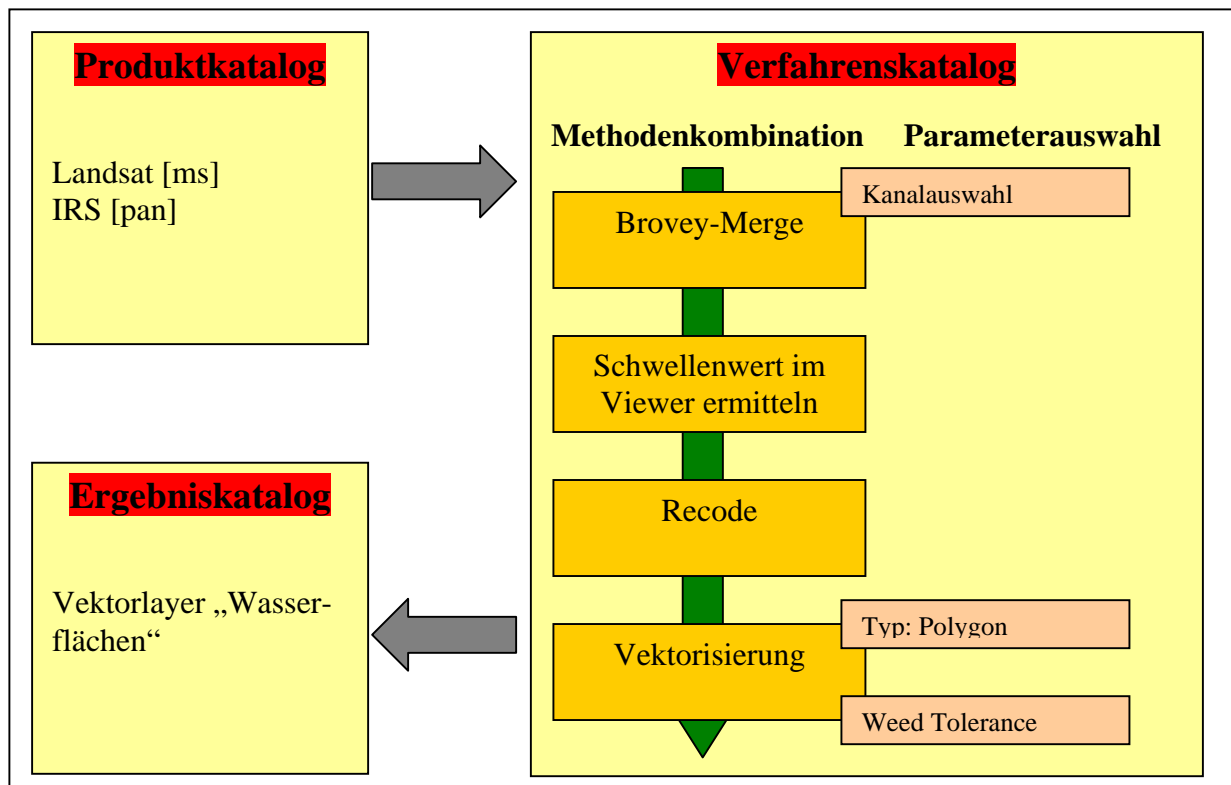 Produktkatalog
Landsat [ms]
IRS [pan]
Verfahrenskatalog
Methodenkombination
Parameterauswahl
Kanalauswahl
Brovey-Merge
Schwellenwert im
Viewer ermitteln
Recode
Typ: Polygon
Vektorisierung
Weed Tolerance
Ergebniskatalog
Vektorlayer „Wasser-
flächen“